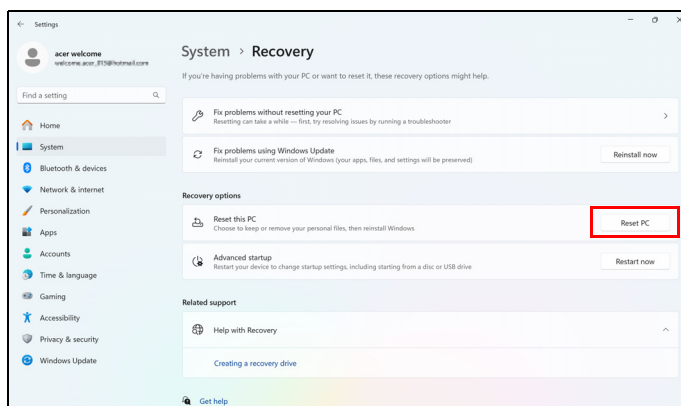 Settings
acer welcome
System > Recovery
If you're having problems with your PC or want to reset it, these recovery options might help.
Find a setting
Fix problems without resetting your PC
Resetting can take a while — first, try resolving issues by running a troubleshooter
Home
System
Fix problems using Windows Update
Reinstall your current version of Windows (your apps, files, and settings will be preserved)
Reinstall now
Bluetooth & devices
Network & internet
Recovery options
Personalization
Reset this PC
Choose to keep or remove your personal files, then reinstall Windows
Reset PC
Apps
Accounts
Advanced startup
Restart your device to change startup settings, including starting from a disc or USB drive
Restart now
Time & language
Gaming
Related support
Accessibility
Help with Recovery
Privacy & security
Windows Update
Creating a recovery drive
Get help